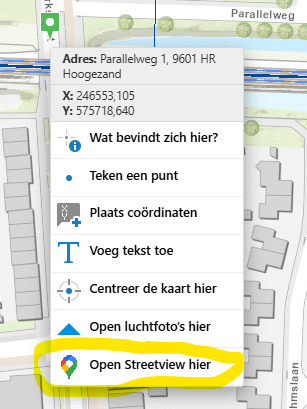 Parallelweg
Adres: Parallelweg 1, 9601 HR
Hoogezand
X: 246553,105
Y: 575718,640
Wat bevindt zich hier?
Teken een punt
Plaats coördinaten
Voeg tekst toe
Centreer de kaart hier
Open luchtfoto's hier
Open Streetview hier